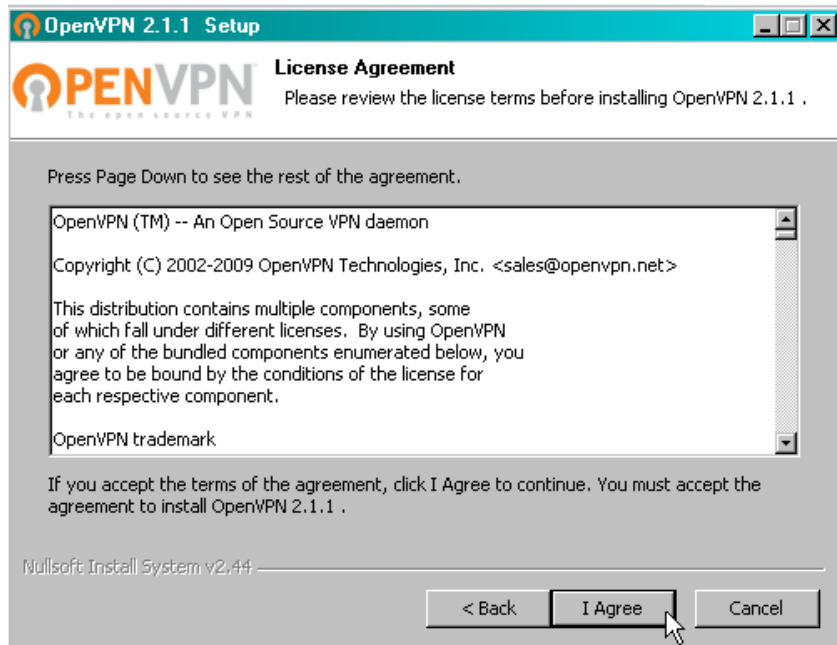 OpenVPN 2.1.1 Setup
OPENVPN
The open source VPN
License Agreement
Please review the license terms before installing OpenVPN 2.1.1 .
Press Page Down to see the rest of the agreement.
OpenVPN (TM) -- An Open Source VPN daemon
Copyright (C) 2002-2009 OpenVPN Technologies, Inc. <sales@openvpn.net>
This distribution contains multiple components, some
of which fall under different licenses.  By using OpenVPN
or any of the bundled components enumerated below, you
agree to be bound by the conditions of the license for
each respective component.
OpenVPN trademark
If you accept the terms of the agreement, click I Agree to continue. You must accept the
agreement to install OpenVPN 2.1.1 .
Nullsoft Install System v2.44
< Back
I Agree
Cancel